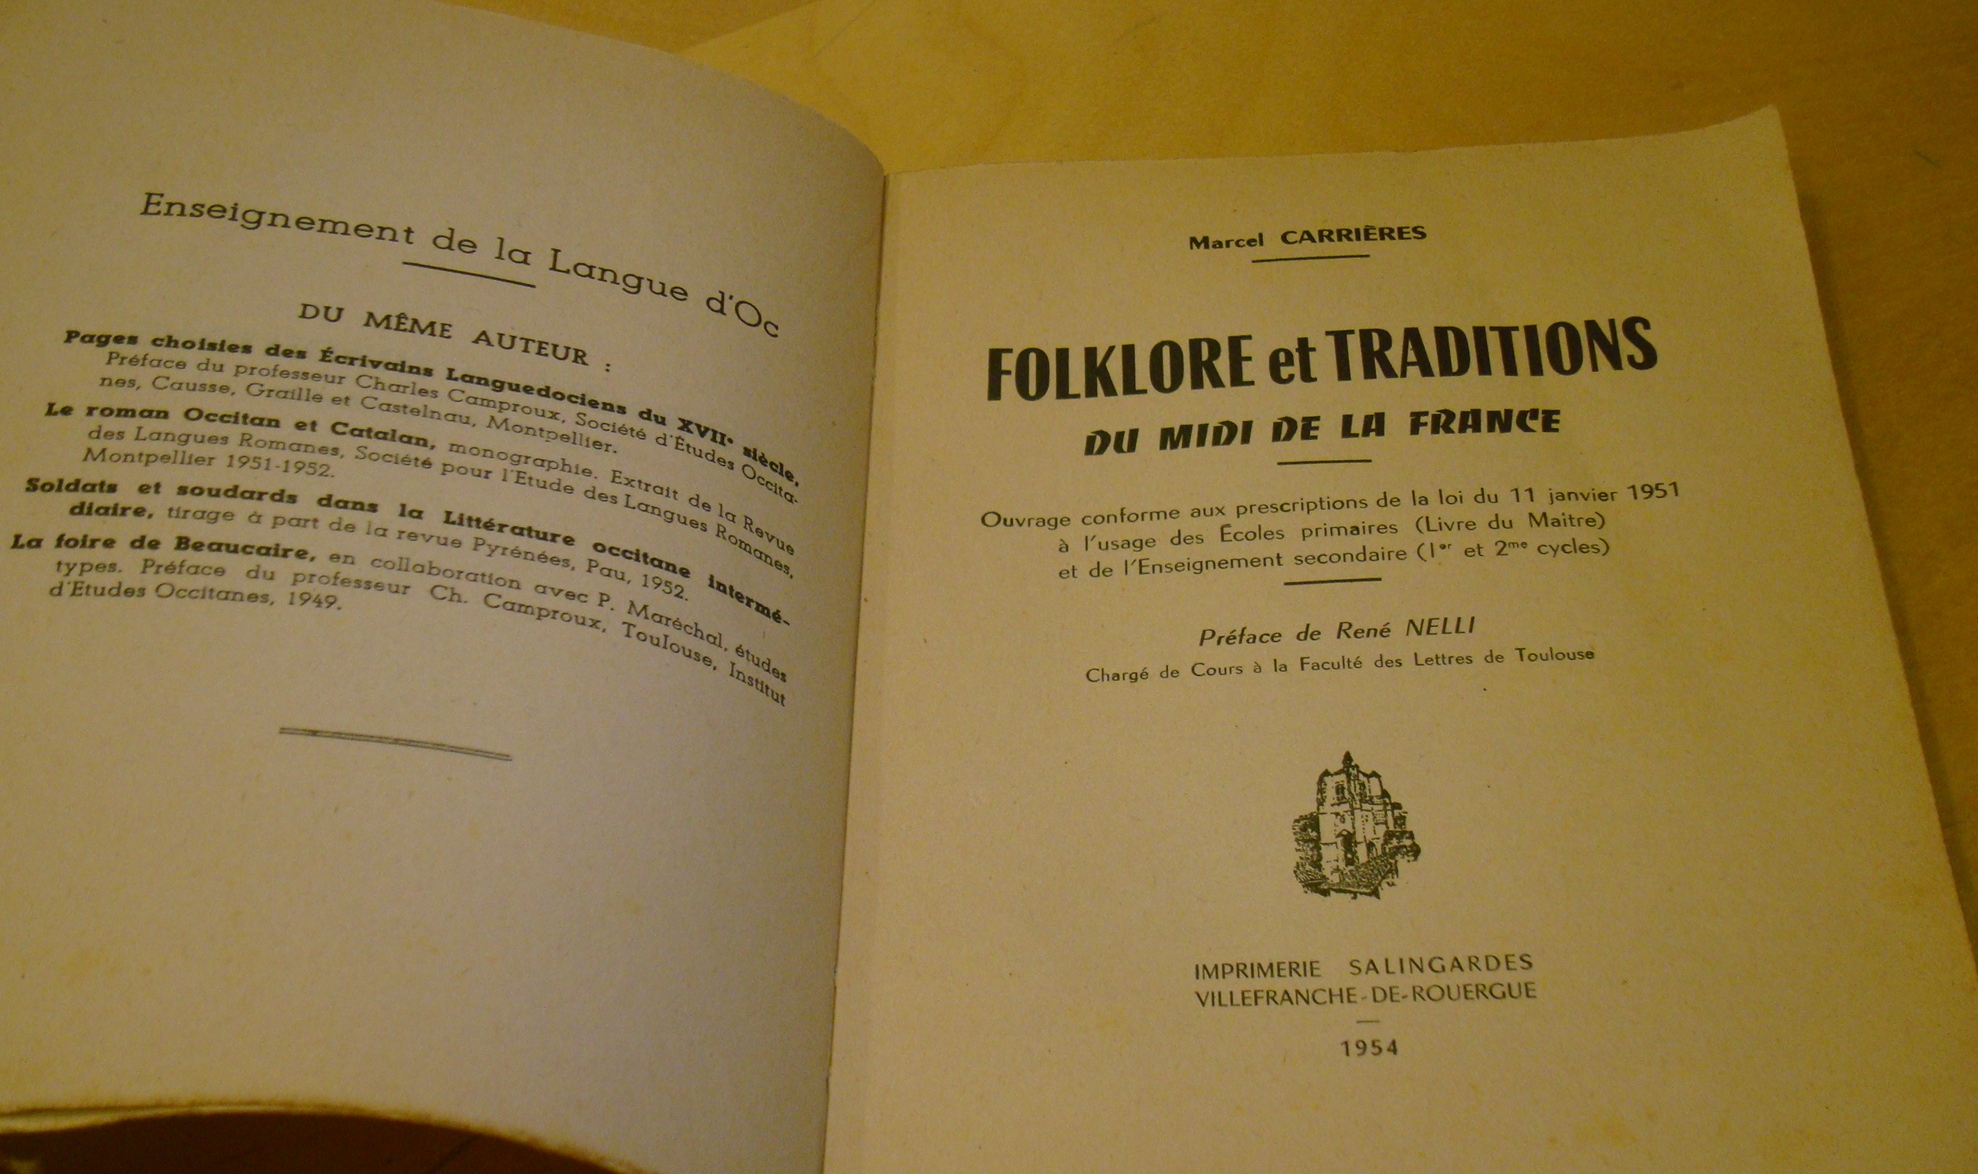 Enseignement de la Langue d'Oc
DU MÊME AUTEUR :
Pages choisies des Écrivains Languedociens du XVIIe siècle,
Préface du professeur Charles Camproux, Société d'Études Occita-
nes, Causse, Graille et Castelnau, Montpellier.
Le roman Occitan et Catalan, monographie. Extrait de la Revue
des Langues Romanes, Société pour l'Etude des Langues Romanes,
Montpellier 1951-1952.
Soldats et soudards dans la Littérature occitane intermé-
diaire, tirage à part de la revue Pyrénées, Pau, 1952.
La foire de Beaucaire, en collaboration avec P. Maréchal, études
types. Préface du professeur Ch. Camproux, Toulouse, Institut
d'Etudes Occitanes, 1949.
Marcel CARRIÈRES
FOLKLORE et TRADITIONS
DU MIDI DE LA FRANCE
Ouvrage conforme aux prescriptions de la loi du 11 janvier 1951
à l'usage des Écoles primaires (Livre du Maitre)
et de l'Enseignement secondaire (1er et 2me cycles)
Préface de René NELLI
Chargé de Cours à la Faculté des Lettres de Toulouse
IMPRIMERIE SALINGARDES
VILLEFRANCHE-DE-ROUERGUE
1954